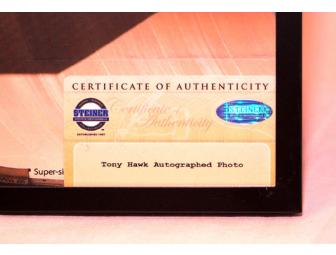 CERTIFICATE OF AUTHENTICITY
STEINER
Certificate of
Authenticity
STEINER
Tony Hawk Autographed Photo
Super-si